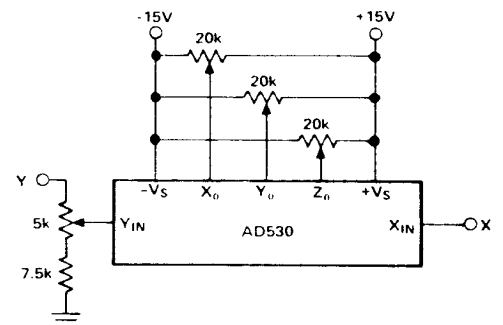 -15V +15V
20k
20k
20k
Y -VS X0 Y0 Z0 +VS
5k YIN AD530 XIN X
7.5k